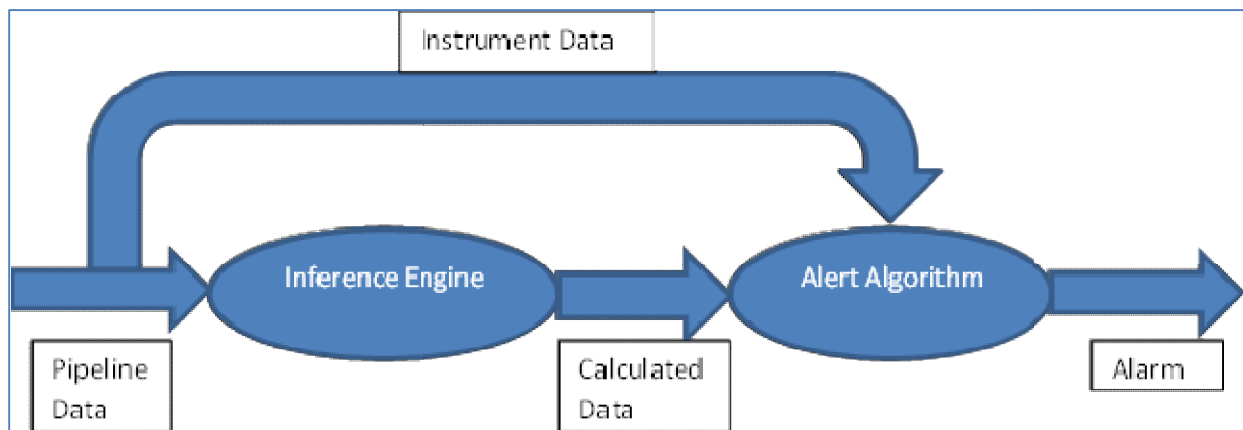 Instrument Data
Inference Engine
Alert Algorithm
Pipeline
Data
Calculated
Data
Alarm